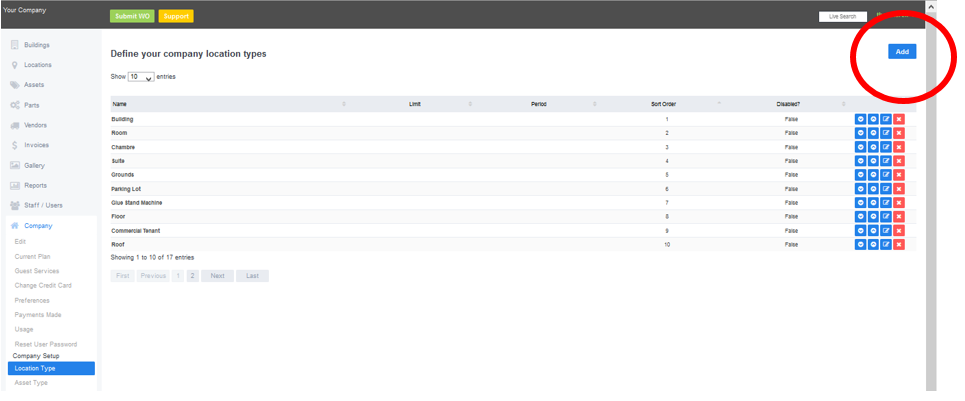 Your Company
Submit WO Support Live Search
Buildings
Locations
Assets
Parts
Vendors
Invoices
Gallery
Reports
Staff / Users
Company
Edit
Current Plan
Guest Services
Change Credit Card
Preferences
Payments Made
Usage
Reset User Password
Company Setup
Location Type
Asset Type
Define your company location types
Add
Show 10 entries
Name Limit Period Sort Order Disabled?
Building 1 False
Room 2 False
Chambre 3 False
Suite 4 False
Grounds 5 False
Parking Lot 6 False
Glue Stand Machine 7 False
Floor 8 False
Commercial Tenant 9 False
Roof 10 False
Showing 1 to 10 of 17 entries
First Previous 1 2 Next Last